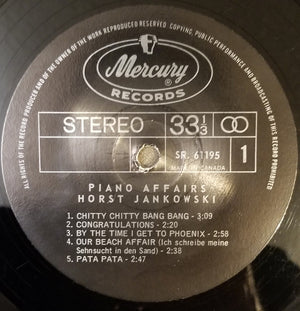 ALL RIGHTS OF THE RECORD PRODUCER AND OF THE OWNER OF THE WORK REPRODUCED RESERVED. COPYING, PUBLIC PERFORMANCE AND BROADCASTING OF THIS RECORD PROHIBITED.
Mercury
RECORDS
STEREO 33 1/3
SR. 61195 1
MADE IN CANADA
PIANO AFFAIRS
HORST JANKOWSKI
1. CHITTY CHITTY BANG BANG - 3:09
2. CONGRATULATIONS - 2:20
3. BY THE TIME I GET TO PHOENIX - 2:58
4. OUR BEACH AFFAIR (Ich schreibe meine
Sehnsucht in den Sand) - 2:38
5. PATA PATA - 2:47